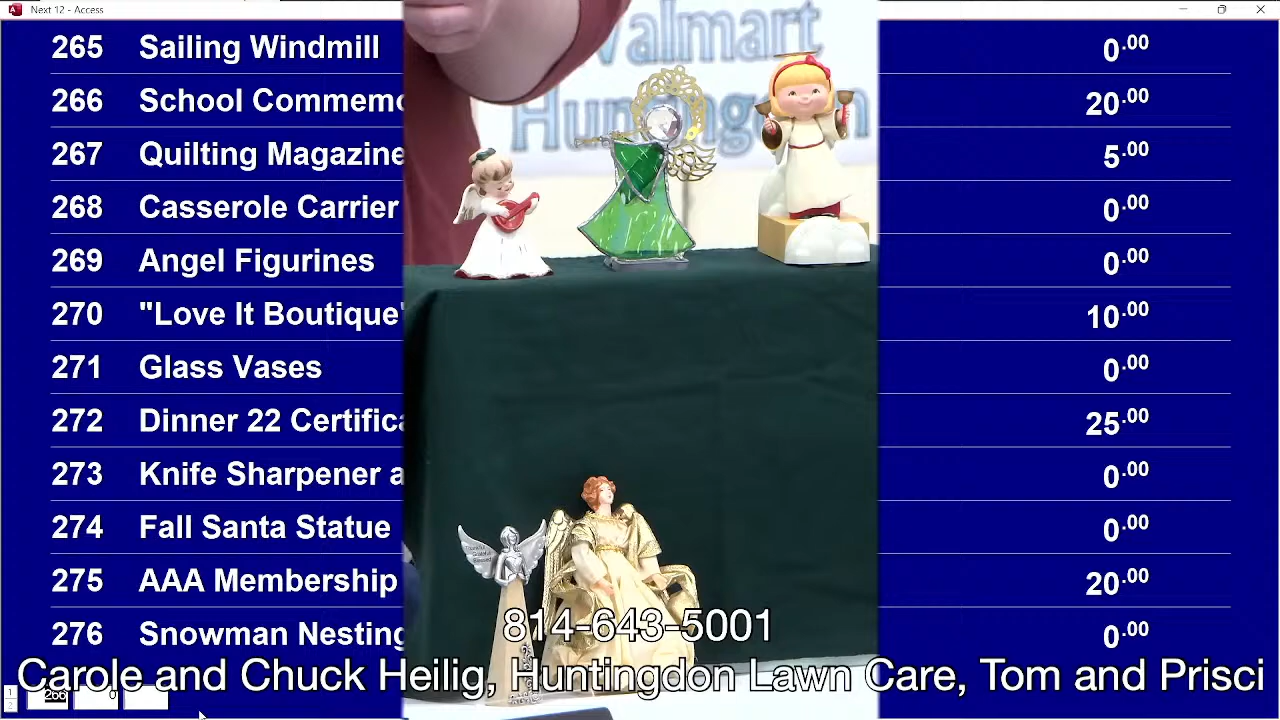 Next 12 - Access
265 Sailing Windmill 0.00
266 School Commemo 20.00
267 Quilting Magazine 5.00
268 Casserole Carrier 0.00
269 Angel Figurines 0.00
270 "Love It Boutique" 10.00
271 Glass Vases 0.00
272 Dinner 22 Certifica 25.00
273 Knife Sharpener a 0.00
274 Fall Santa Statue 0.00
275 AAA Membership 20.00
276 Snowman Nesting 0.00
Walmart
Huntingdon
814-643-5001
Carole and Chuck Heilig, Huntingdon Lawn Care, Tom and Prisci